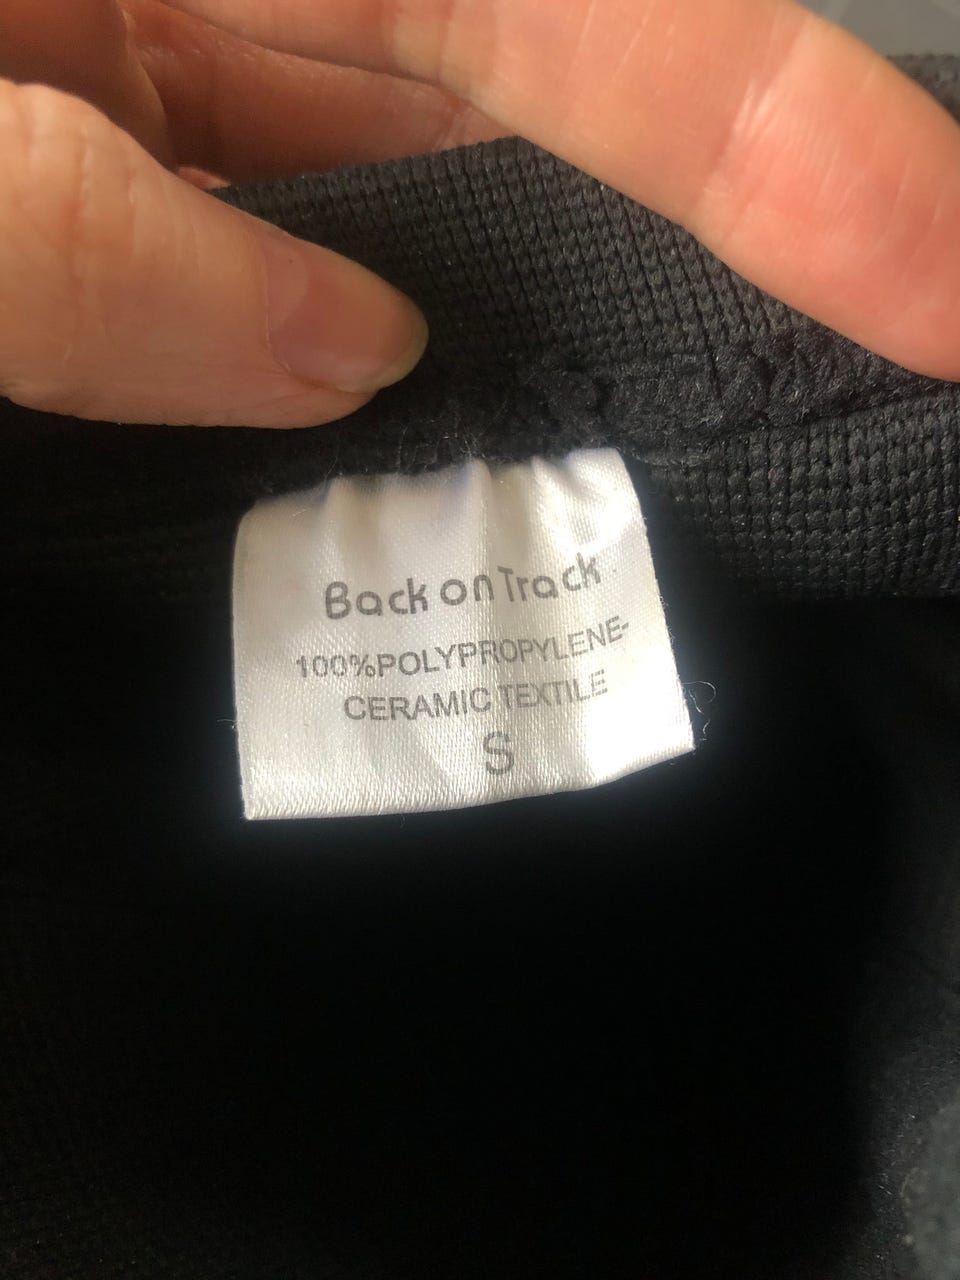 Back on Track
100%POLYPROPYLENE-
CERAMIC TEXTILE
S